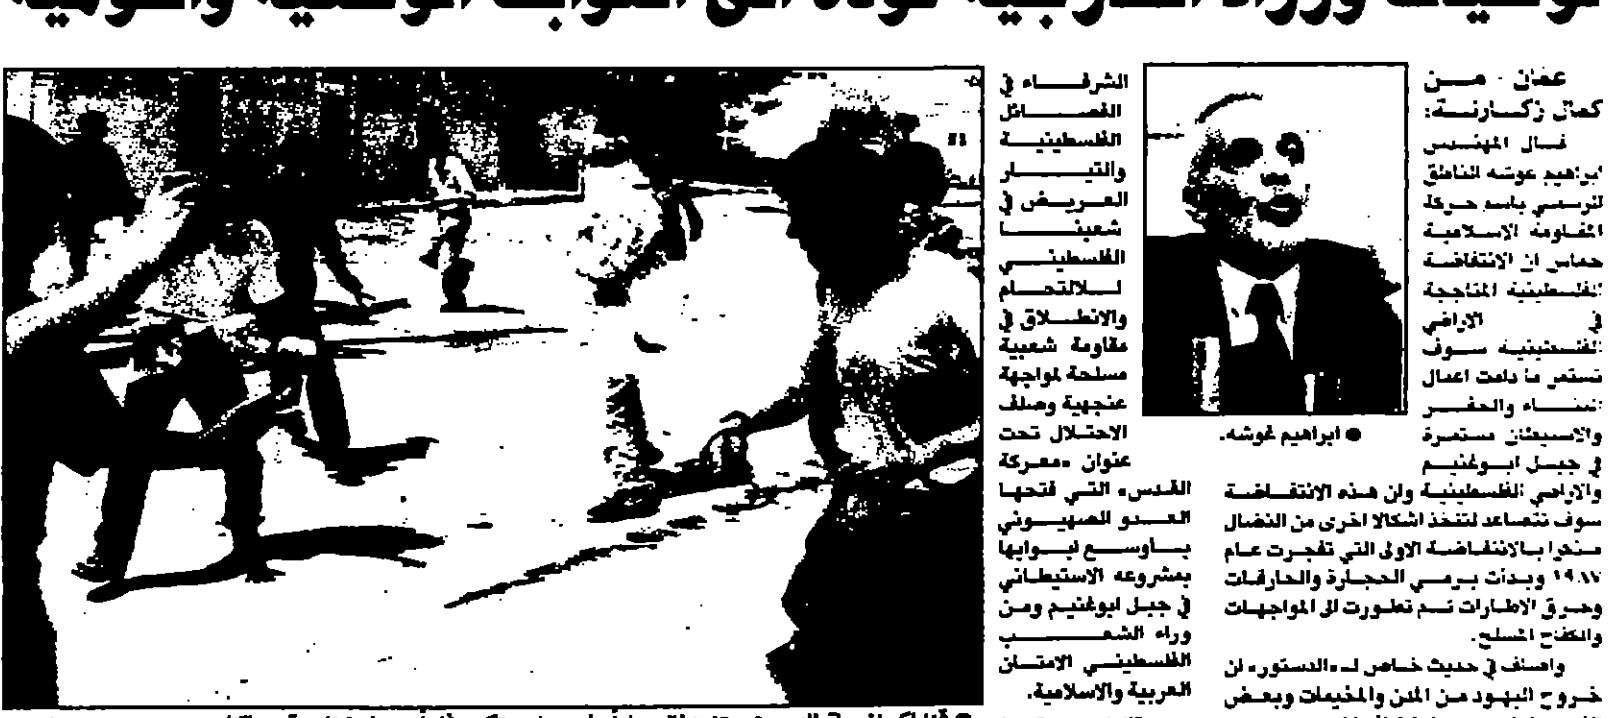 عمان - من
كمال زكارنة:
قال المهندس
ابراهيم غوشه الناطق
الرسمي باسم حركة
المقاومة الاسلامية
حماس ان الانتفاضة
الفلسطينية المتأججة
في الاراضي
الفلسطينية سوف
تستمر ما دامت اعمال
البناء والحفر
والاستيطان مستمرة
في جبل ابوغنيم
والاراضي الفلسطينية وان هذه الانتفاضة
سوف تتصاعد لتتخذ اشكالا اخرى من النضال
مذكرا بالانتفاضة الاولى التي تفجرت عام
١٩٨٧ وبدأت برمي الحجارة والحارقات
وحرق الاطارات ثم تطورت الى المواجهات
والكفاح المسلح.
واضاف في حديث خاص لـ«الدستور» ان
خروج اليهود من المدن والمخيمات وبعض
● ابراهيم غوشه.
الشرفاء في
الفصائل
الفلسطينية
والتيار
العريض في
شعبنا
الفلسطيني
للالتحام
والانطلاق في
مقاومة شعبية
مسلحة لمواجهة
عنجهية وصلف
الاحتلال تحت
عنوان «معركة
القدس» التي فتحها
العدو الصهيوني
بأوسع ابوابها
بمشروعه الاستيطاني
في جبل ابوغنيم ومن
وراء الشعب
الفلسطيني الامتان
العربية والاسلامية.